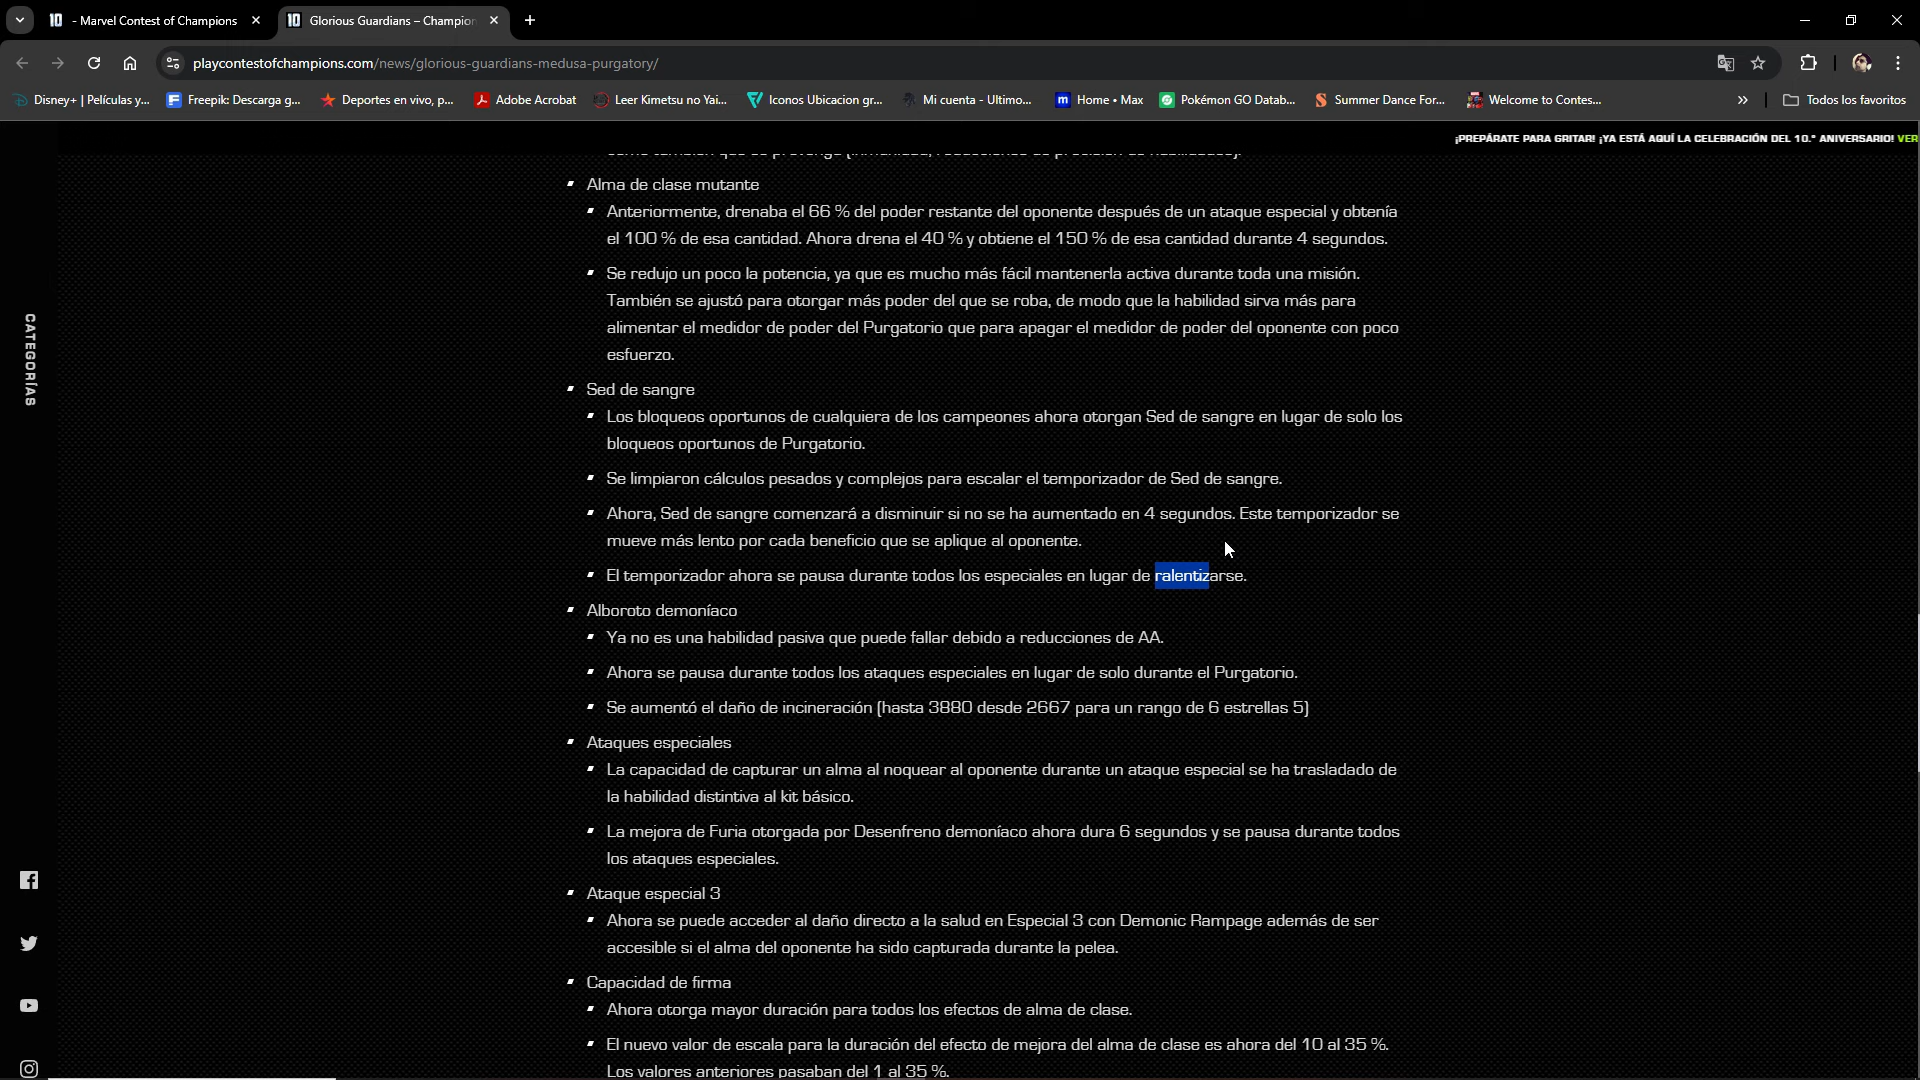 - Marvel Contest of Champions
Glorious Guardians – Champion
playcontestofchampions.com/news/glorious-guardians-medusa-purgatory/
Disney+ | Películas y...
Freepik: Descarga g...
Deportes en vivo, p...
Adobe Acrobat
Leer Kimetsu no Yai...
Iconos Ubicacion gr...
Mi cuenta - Ultimo...
Home • Max
Pokémon GO Datab...
Summer Dance For...
Welcome to Contes...
Todos los favoritos
¡PREPÁRATE PARA GRITAR! ¡YA ESTÁ AQUÍ LA CELEBRACIÓN DEL 10.° ANIVERSARIO! VER
CATEGORÍAS
Alma de clase mutante
Anteriormente, drenaba el 66 % del poder restante del oponente después de un ataque especial y obtenía
el 100 % de esa cantidad. Ahora drena el 40 % y obtiene el 150 % de esa cantidad durante 4 segundos.
Se redujo un poco la potencia, ya que es mucho más fácil mantenerla activa durante toda una misión.
También se ajustó para otorgar más poder del que se roba, de modo que la habilidad sirva más para
alimentar el medidor de poder del Purgatorio que para apagar el medidor de poder del oponente con poco
esfuerzo.
Sed de sangre
Los bloqueos oportunos de cualquiera de los campeones ahora otorgan Sed de sangre en lugar de solo los
bloqueos oportunos de Purgatorio.
Se limpiaron cálculos pesados y complejos para escalar el temporizador de Sed de sangre.
Ahora, Sed de sangre comenzará a disminuir si no se ha aumentado en 4 segundos. Este temporizador se
mueve más lento por cada beneficio que se aplique al oponente.
El temporizador ahora se pausa durante todos los especiales en lugar de ralentizarse.
Alboroto demoníaco
Ya no es una habilidad pasiva que puede fallar debido a reducciones de AA.
Ahora se pausa durante todos los ataques especiales en lugar de solo durante el Purgatorio.
Se aumentó el daño de incineración (hasta 3880 desde 2667 para un rango de 6 estrellas 5)
Ataques especiales
La capacidad de capturar un alma al noquear al oponente durante un ataque especial se ha trasladado de
la habilidad distintiva al kit básico.
La mejora de Furia otorgada por Desenfreno demoníaco ahora dura 6 segundos y se pausa durante todos
los ataques especiales.
Ataque especial 3
Ahora se puede acceder al daño directo a la salud en Especial 3 con Demonic Rampage además de ser
accesible si el alma del oponente ha sido capturada durante la pelea.
Capacidad de firma
Ahora otorga mayor duración para todos los efectos de alma de clase.
El nuevo valor de escala para la duración del efecto de mejora del alma de clase es ahora del 10 al 35 %.
Los valores anteriores pasaban del 1 al 35 %.